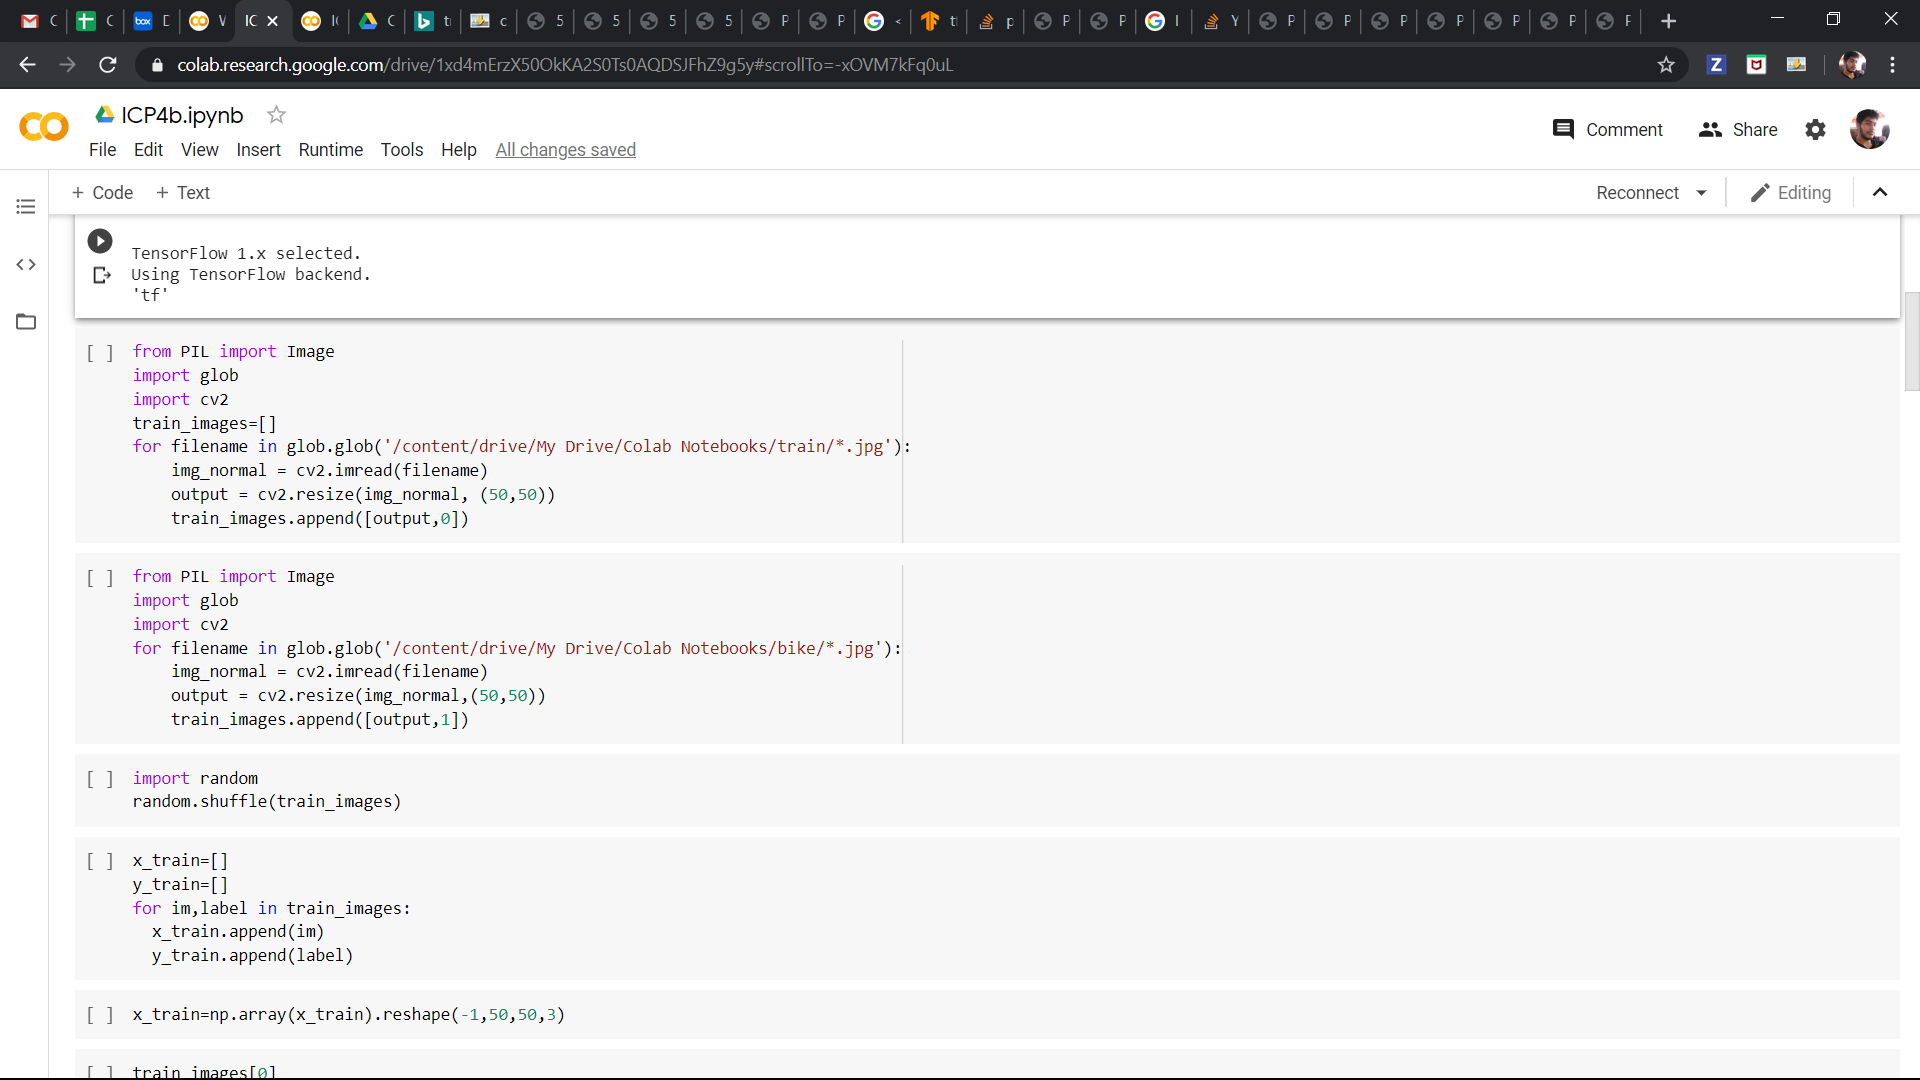 box
colab.research.google.com/drive/1xd4mErzX50OkKA2S0Ts0AQDSJFhZ9g5y#scrollTo=-xOVM7kFq0uL
ICP4b.ipynb
Comment
Share
File Edit View Insert Runtime Tools Help All changes saved
+ Code + Text
Reconnect
Editing
TensorFlow 1.x selected.
Using TensorFlow backend.
'tf'
[ ] from PIL import Image
import glob
import cv2
train_images=[]
for filename in glob.glob('/content/drive/My Drive/Colab Notebooks/train/*.jpg'):
    img_normal = cv2.imread(filename)
    output = cv2.resize(img_normal, (50,50))
    train_images.append([output,0])
[ ] from PIL import Image
import glob
import cv2
for filename in glob.glob('/content/drive/My Drive/Colab Notebooks/bike/*.jpg'):
    img_normal = cv2.imread(filename)
    output = cv2.resize(img_normal,(50,50))
    train_images.append([output,1])
[ ] import random
random.shuffle(train_images)
[ ] x_train=[]
y_train=[]
for im,label in train_images:
  x_train.append(im)
  y_train.append(label)
[ ] x_train=np.array(x_train).reshape(-1,50,50,3)
[ ] train_images[0]